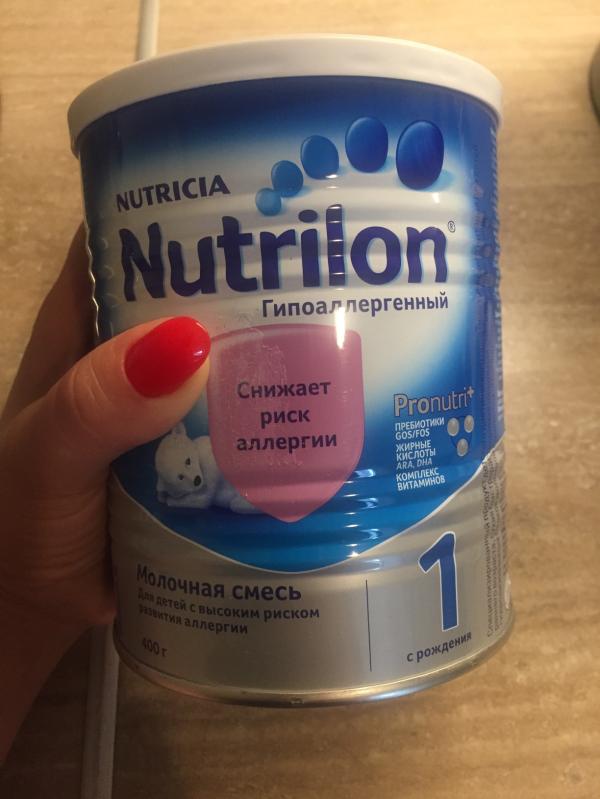 NUTRICIA
Nutrilon®
Гипоаллергенный
Снижает
риск
аллергии
Pronutri+
ПРЕБИОТИКИ
GOS/FOS
ЖИРНЫЕ
КИСЛОТЫ
ARA, DHA
КОМПЛЕКС
ВИТАМИНОВ
Молочная смесь
Для детей с высоким риском
развития аллергии
400 г
1
с рождения